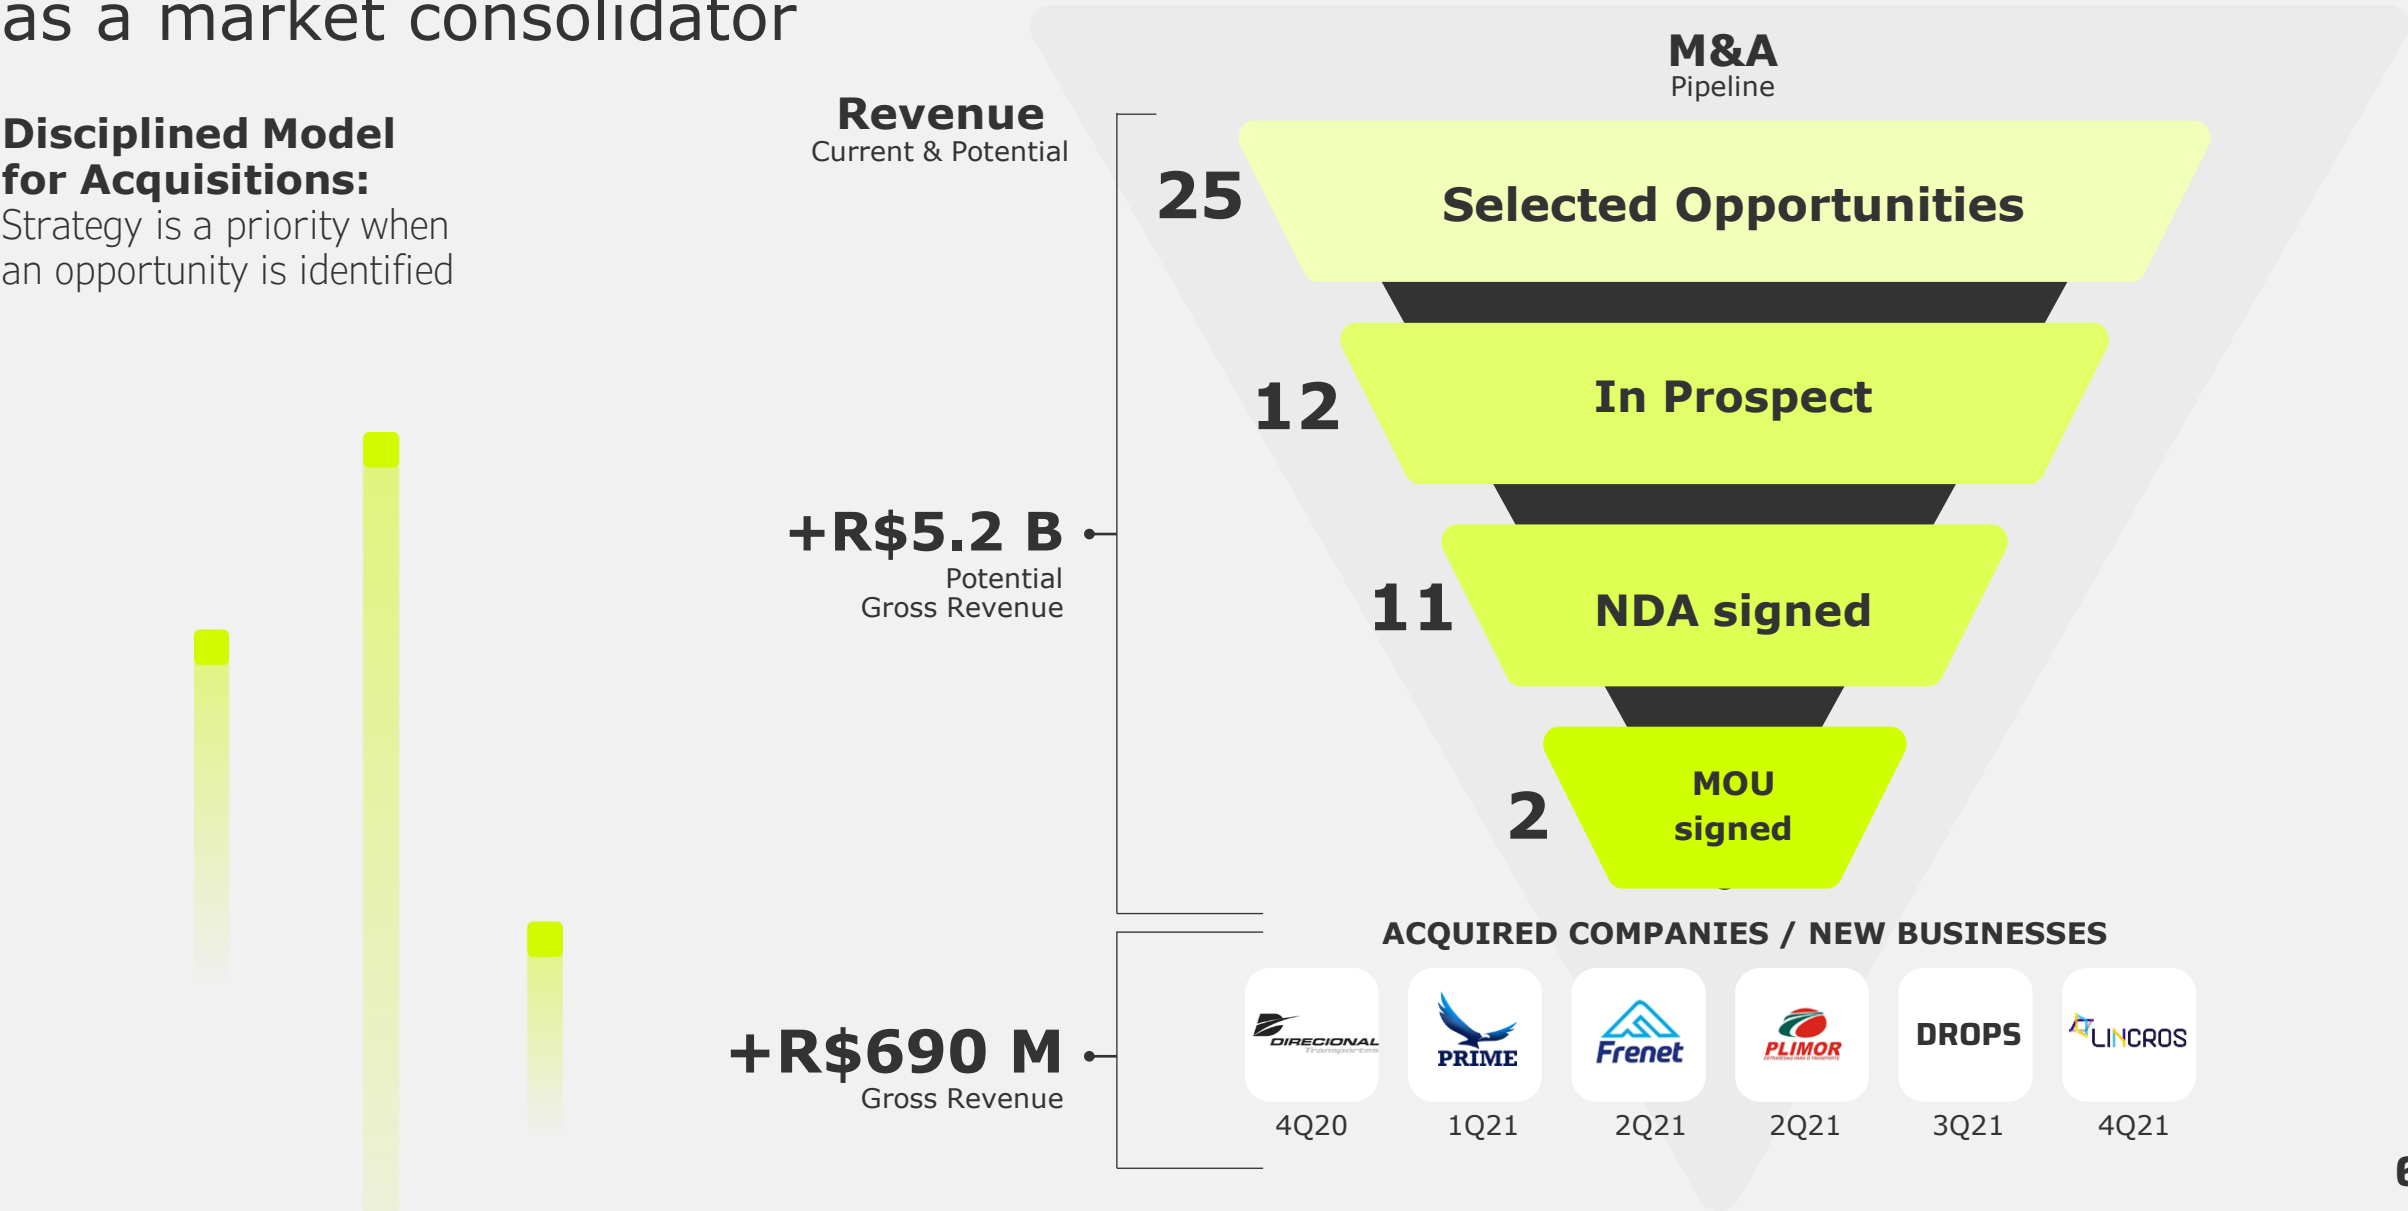 as a market consolidator
Disciplined Model
for Acquisitions:
Strategy is a priority when
an opportunity is identified
Revenue
Current & Potential
+R$5.2 B
Potential
Gross Revenue
+R$690 M
Gross Revenue
M&A
Pipeline
25
Selected Opportunities
12
In Prospect
11
NDA signed
2
MOU
signed
ACQUIRED COMPANIES / NEW BUSINESSES
DIRECIONAL
Transportes
PRIME
Frenet
PLIMOR
DROPS
LINCROS
4Q20
1Q21
2Q21
2Q21
3Q21
4Q21